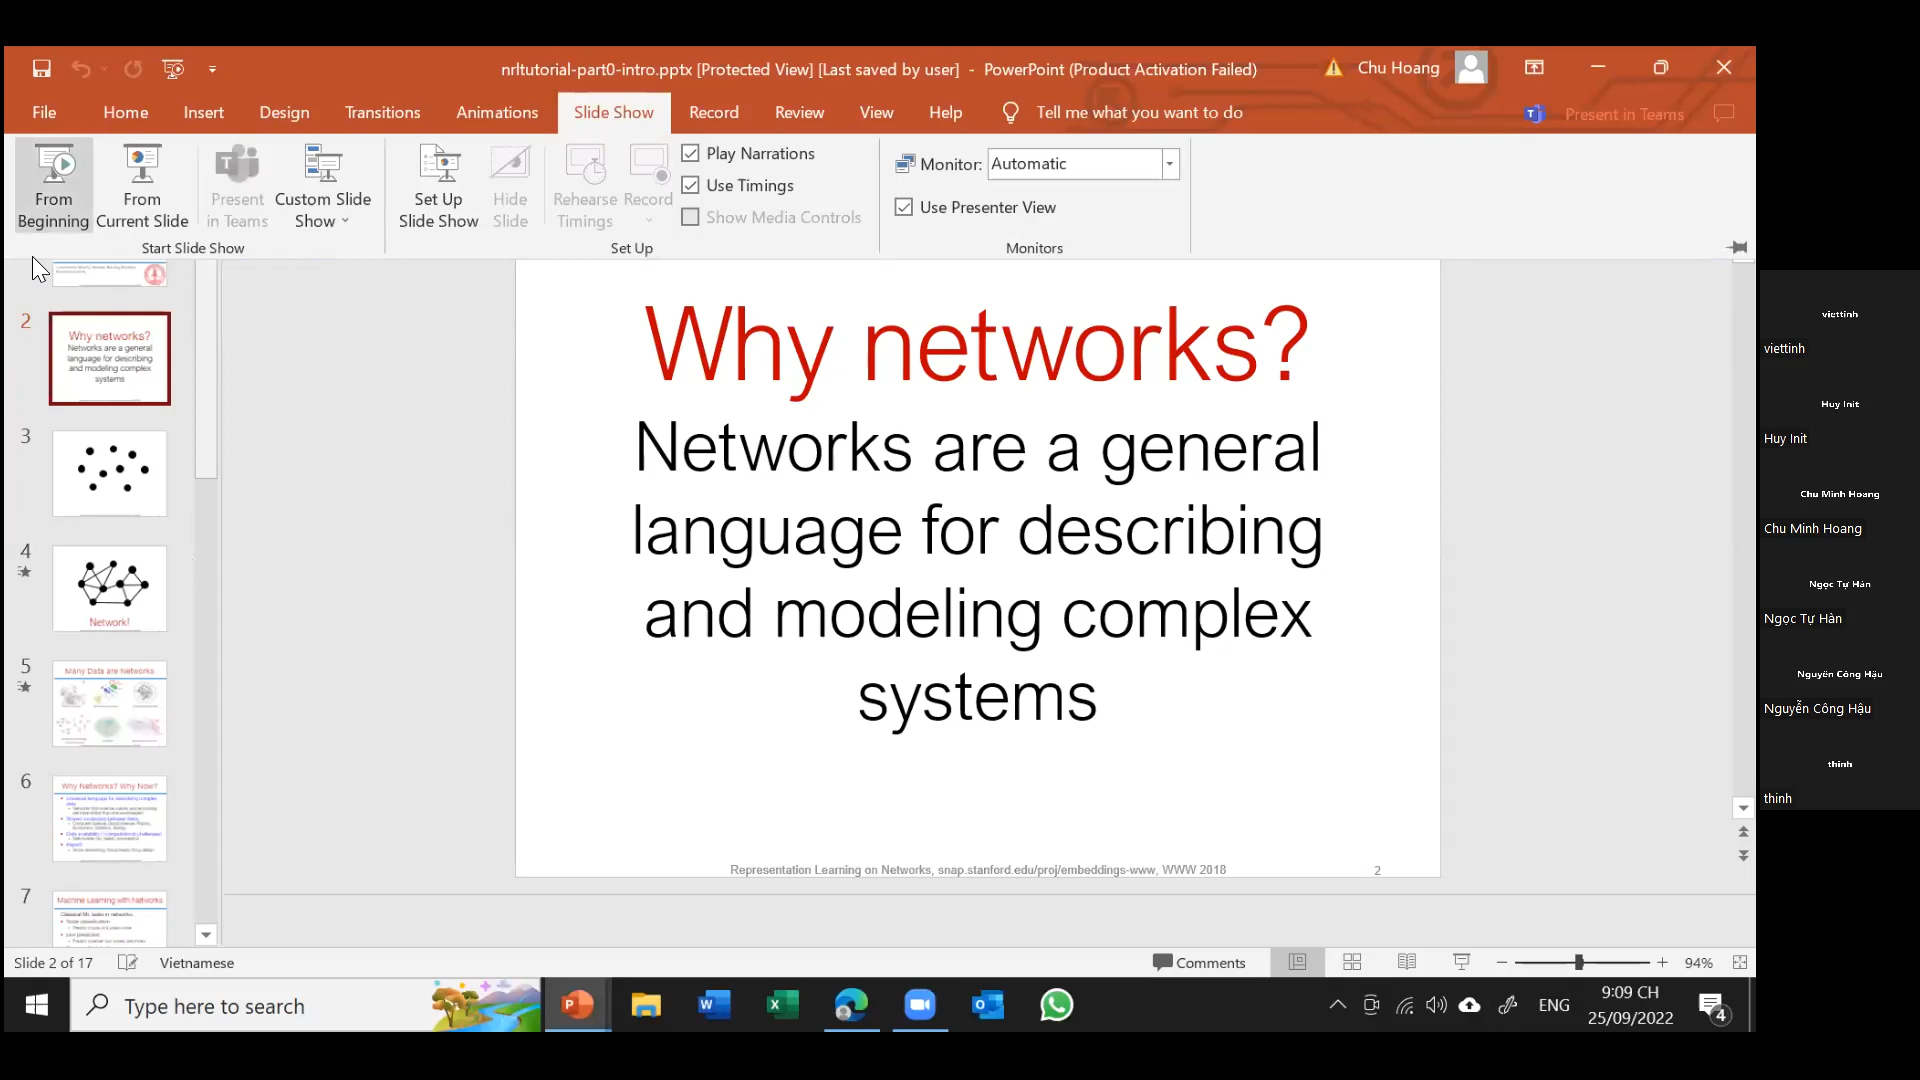 nrltutorial-part0-intro.pptx [Protected View] [Last saved by user] - PowerPoint (Product Activation Failed)
Chu Hoang
File Home Insert Design Transitions Animations Slide Show Record Review View Help Tell me what you want to do
Present in Teams
From Beginning
From Current Slide
Present in Teams
Custom Slide Show
Set Up Slide Show
Hide Slide
Rehearse Timings
Record
Play Narrations
Use Timings
Show Media Controls
Monitor: Automatic
Use Presenter View
Start Slide Show
Set Up
Monitors
2
Why networks?
Networks are a general
language for describing
and modeling complex
systems
3
4
Network!
5
Many Data are Networks
6
Why Networks? Why Now?
7
Machine Learning with Networks
Why networks?
Networks are a general
language for describing
and modeling complex
systems
Representation Learning on Networks, snap.stanford.edu/proj/embeddings-www, WWW 2018
2
viettinh
viettinh
Huy Init
Huy Init
Chu Minh Hoang
Chu Minh Hoang
Ngọc Tự Hàn
Ngọc Tự Hàn
Nguyễn Công Hậu
Nguyễn Công Hậu
thinh
thinh
Slide 2 of 17
Vietnamese
Comments
94%
Type here to search
ENG
9:09 CH
25/09/2022
4